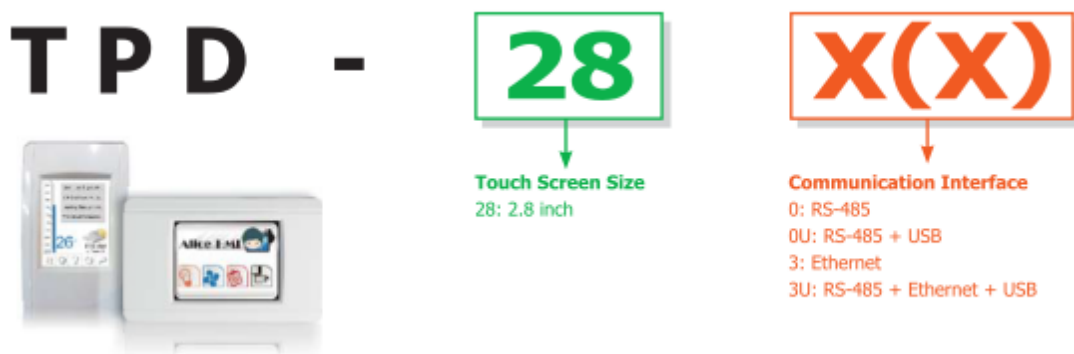 TPD - 28 X(X)
Touch Screen Size
28: 2.8 inch
Communication Interface
0: RS-485
0U: RS-485 + USB
3: Ethernet
3U: RS-485 + Ethernet + USB
26°
Alice HMI